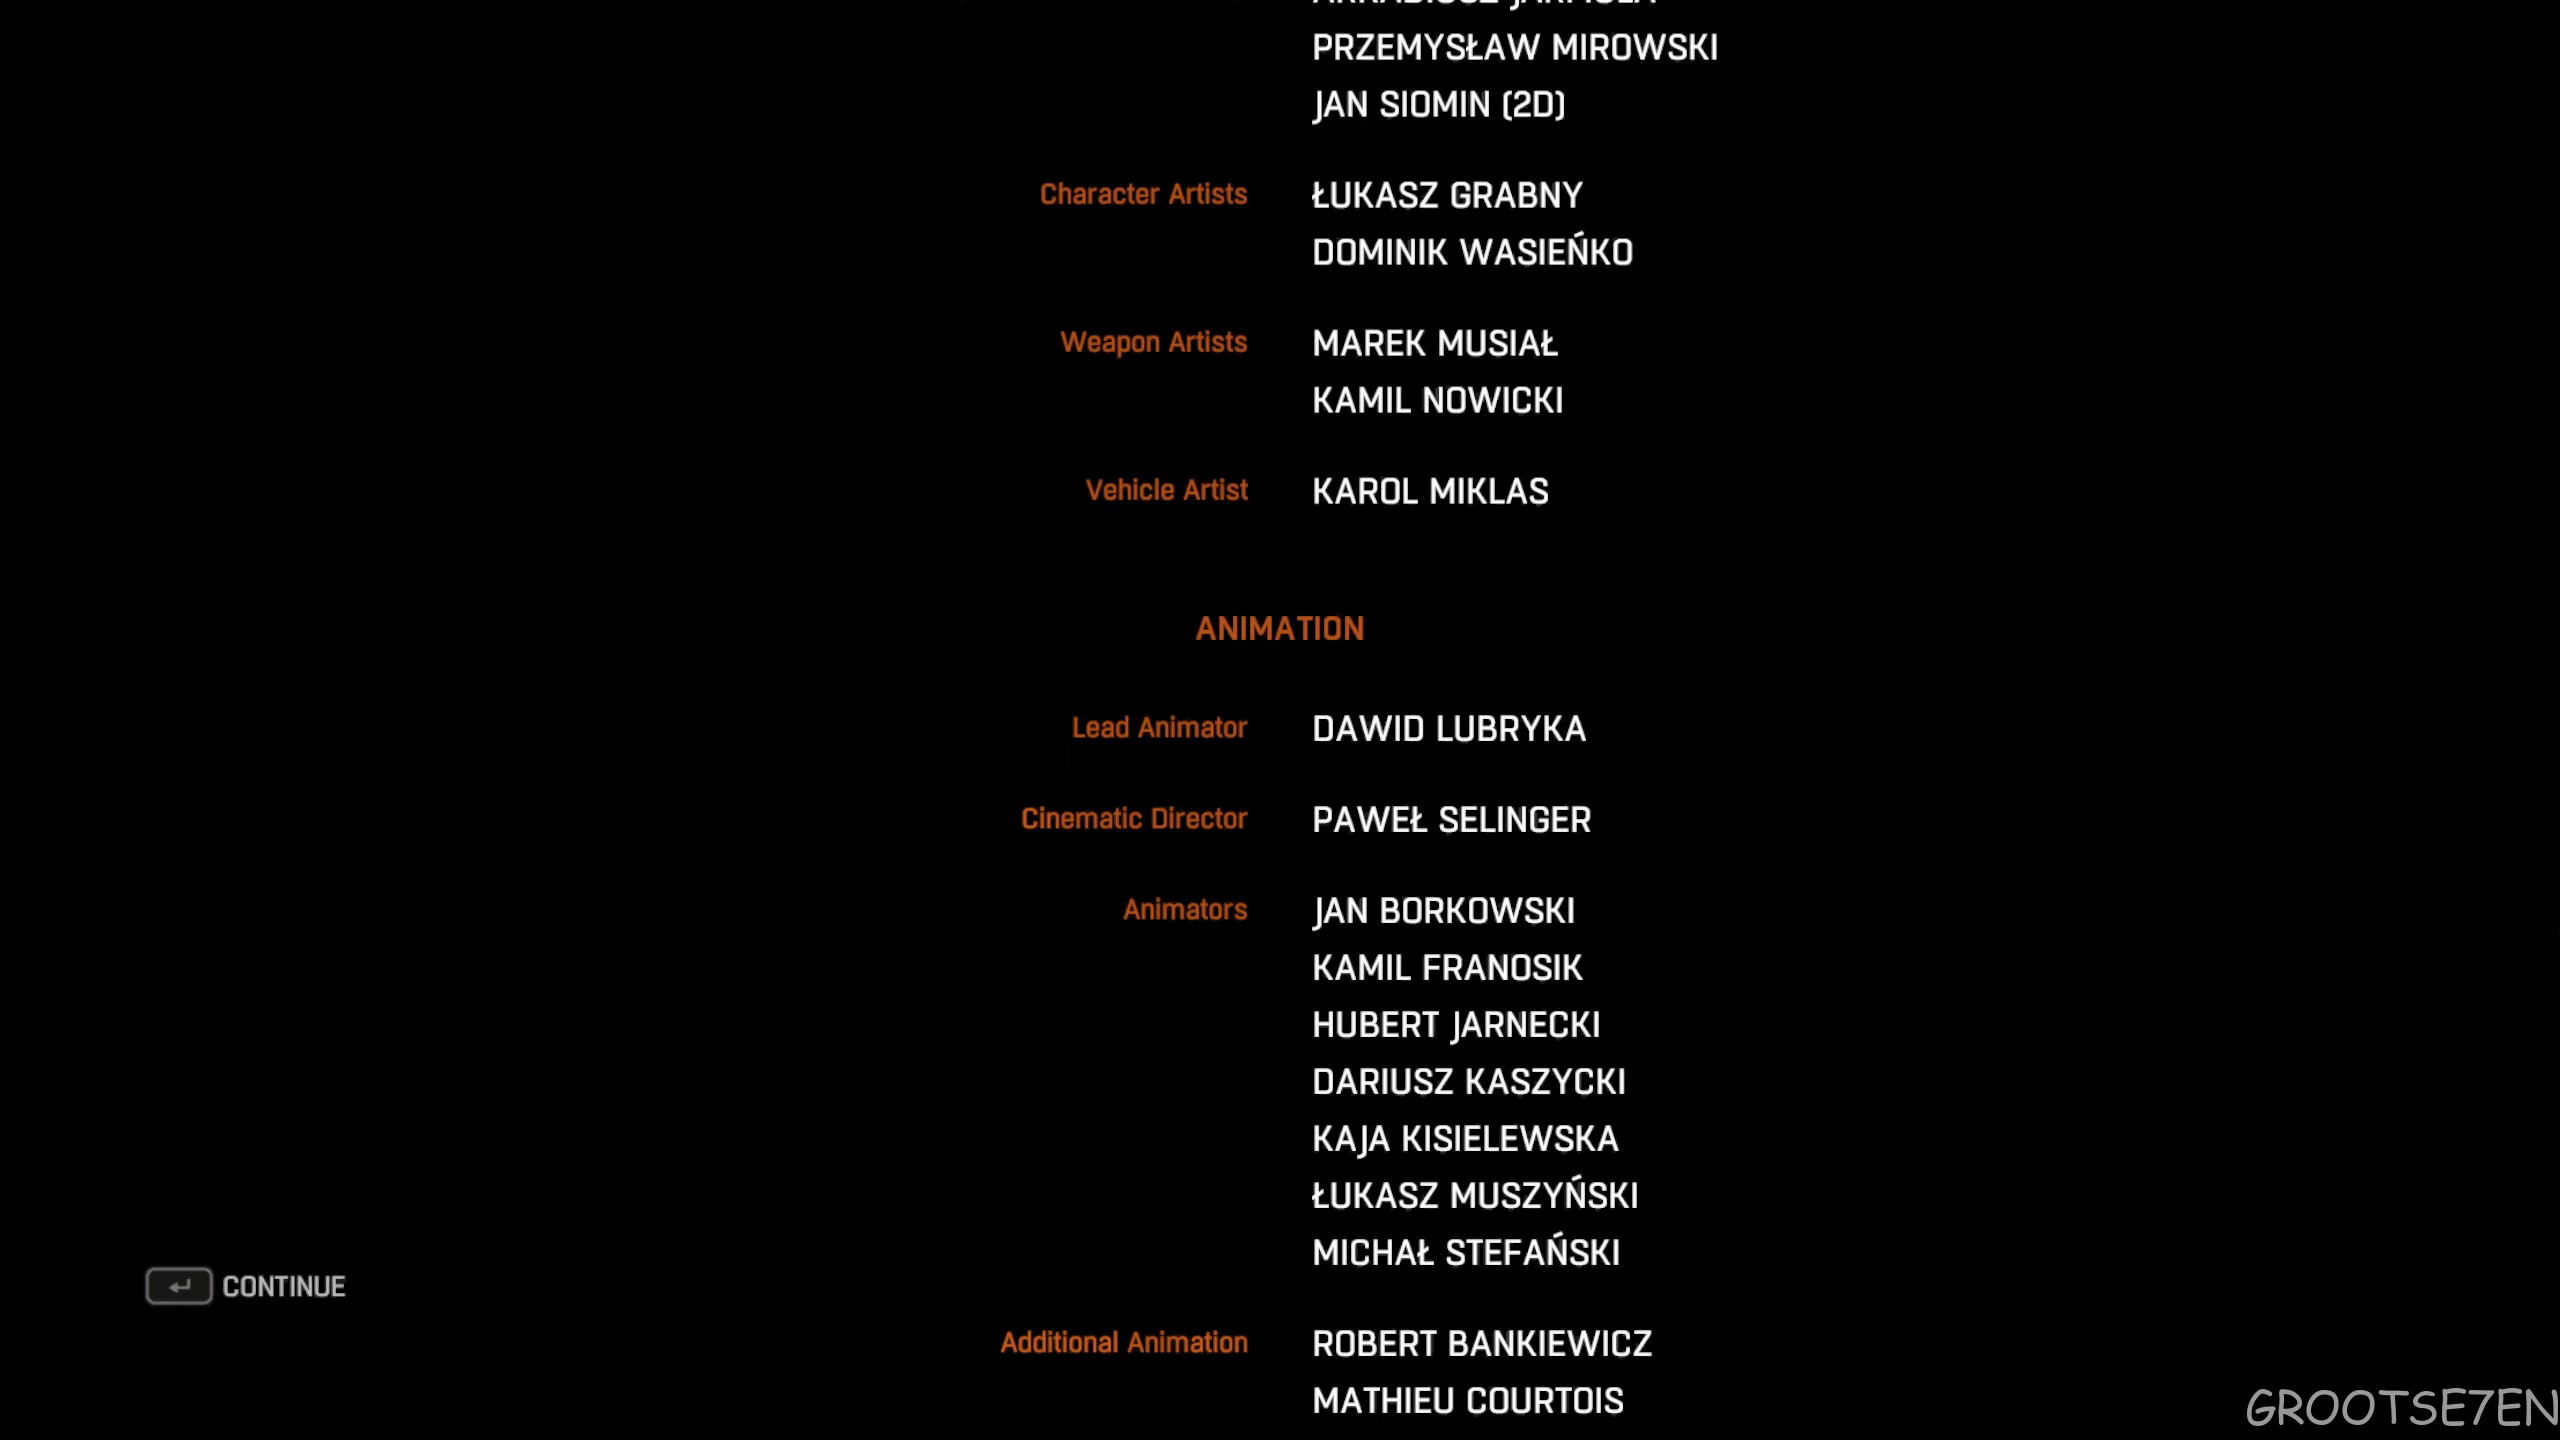 PRZEMYSŁAW MIROWSKI
JAN SIOMIN (2D)
Character Artists ŁUKASZ GRABNY
DOMINIK WASIEŃKO
Weapon Artists MAREK MUSIAŁ
KAMIL NOWICKI
Vehicle Artist KAROL MIKLAS
ANIMATION
Lead Animator DAWID LUBRYKA
Cinematic Director PAWEŁ SELINGER
Animators JAN BORKOWSKI
KAMIL FRANOSIK
HUBERT JARNECKI
DARIUSZ KASZYCKI
KAJA KISIELEWSKA
ŁUKASZ MUSZYŃSKI
MICHAŁ STEFAŃSKI
CONTINUE
Additional Animation ROBERT BANKIEWICZ
MATHIEU COURTOIS
GROOTSE7EN